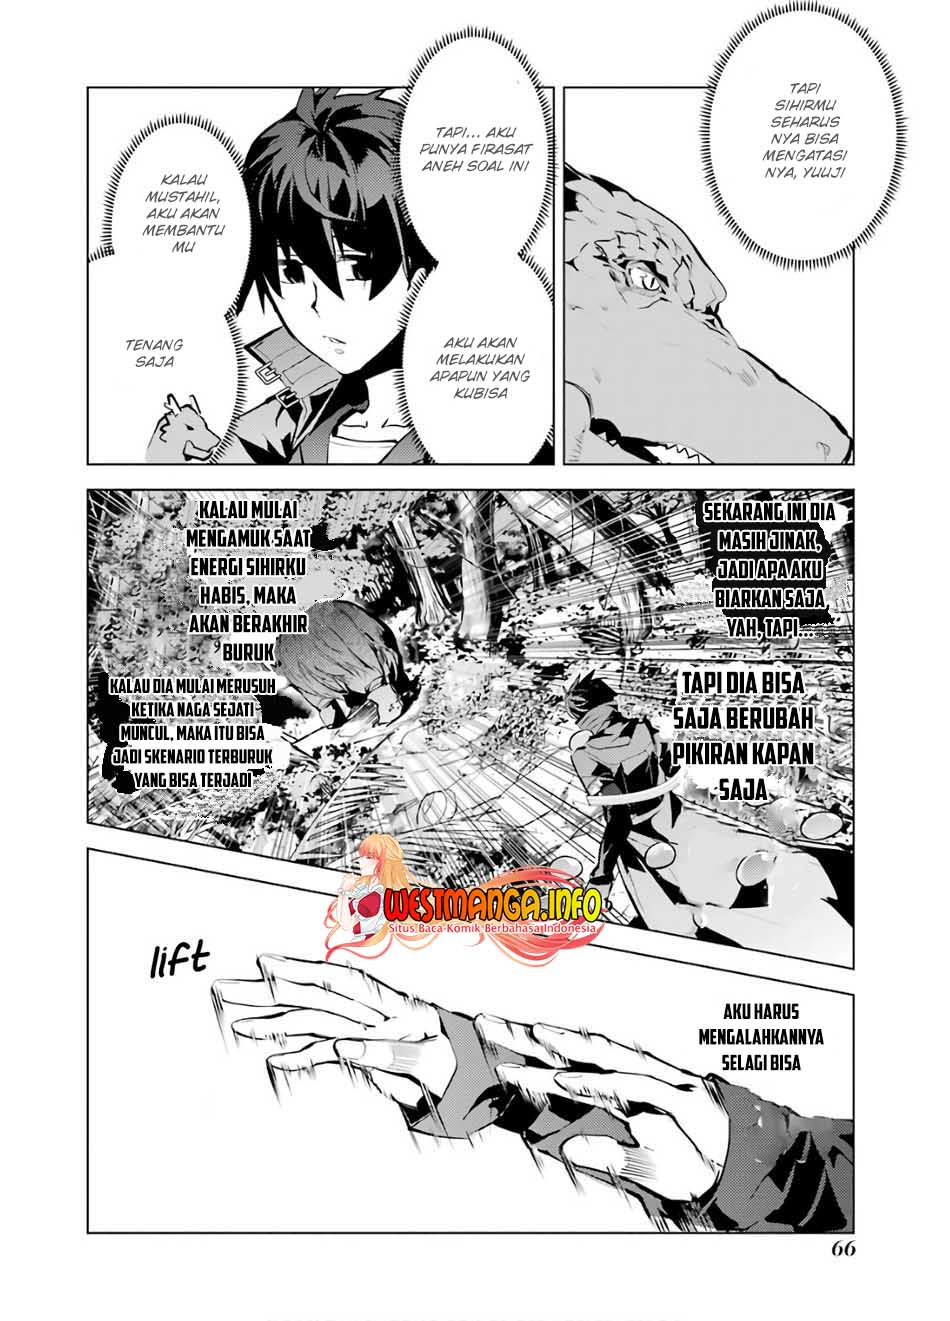 TAPI
SIHIRMU
SEHARUS
NYA BISA
MENGATASI
NYA, YUUJI
TAPI... AKU
PUNYA FIRASAT
ANEH SOAL INI
AKU AKAN
MELAKUKAN
APAPUN YANG
KUBISA
KALAU
MUSTAHIL,
AKU AKAN
MEMBANTU
MU
TENANG
SAJA
SEKARANG INI DIA
MASIH JINAK,
JADI APA AKU
BIARKAN SAJA
YAH, TAPI...
TAPI DIA BISA
SAJA BERUBAH
PIKIRAN KAPAN
SAJA
KALAU MULAI
MENGAMUK SAAT
ENERGI SIHIRKU
HABIS, MAKA
AKAN BERAKHIR
BURUK
KALAU DIA MULAI MERUSUH
KETIKA NAGA SEJATI
MUNCUL, MAKA ITU BISA
JADI SKENARIO TERBURUK
YANG BISA TERJADI
WESTMANGA.INFO
Situs Baca Komik Berbahasa Indonesia
lift
AKU HARUS
MENGALAHKANNYA
SELAGI BISA
66